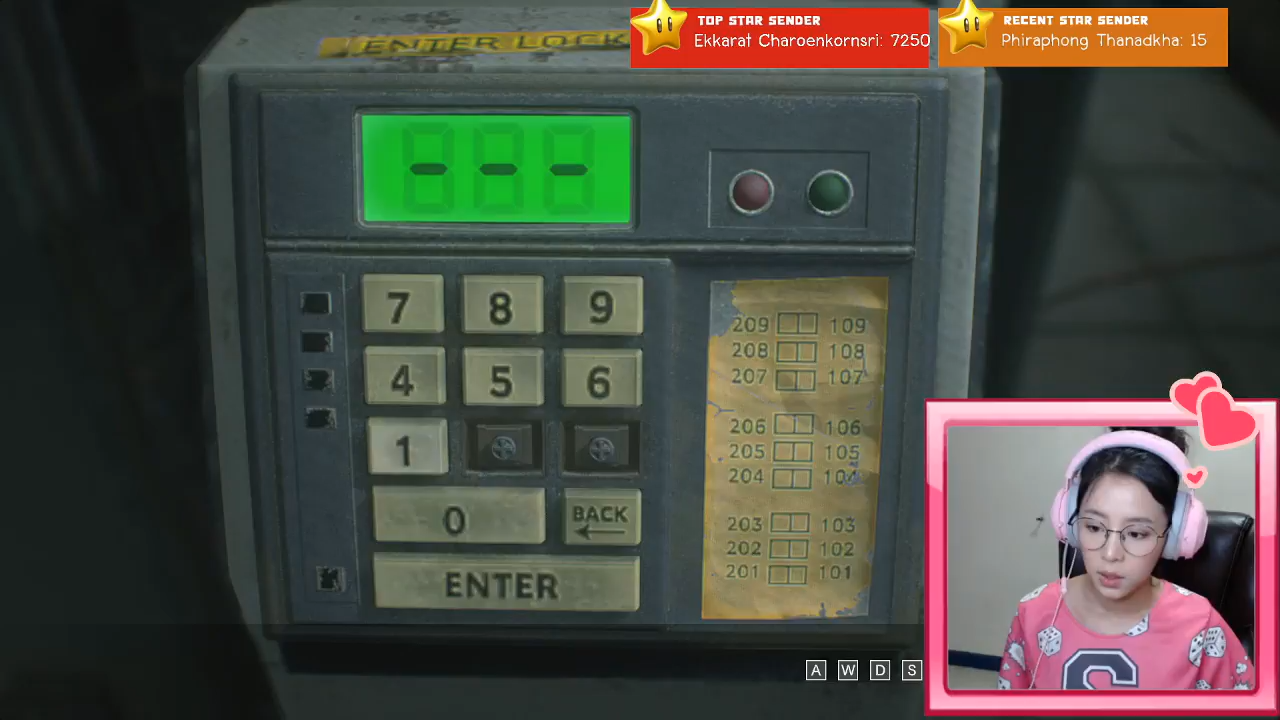 TOP STAR SENDER
Ekkarat Charoenkornsri: 7250
RECENT STAR SENDER
Phiraphong Thanadkha: 15
ENTER LOCK
7 8 9
4 5 6
1
0 BACK
ENTER
209 109
208 108
207 107
206 106
205 105
204 104
203 103
202 102
201 101
A W D S
S